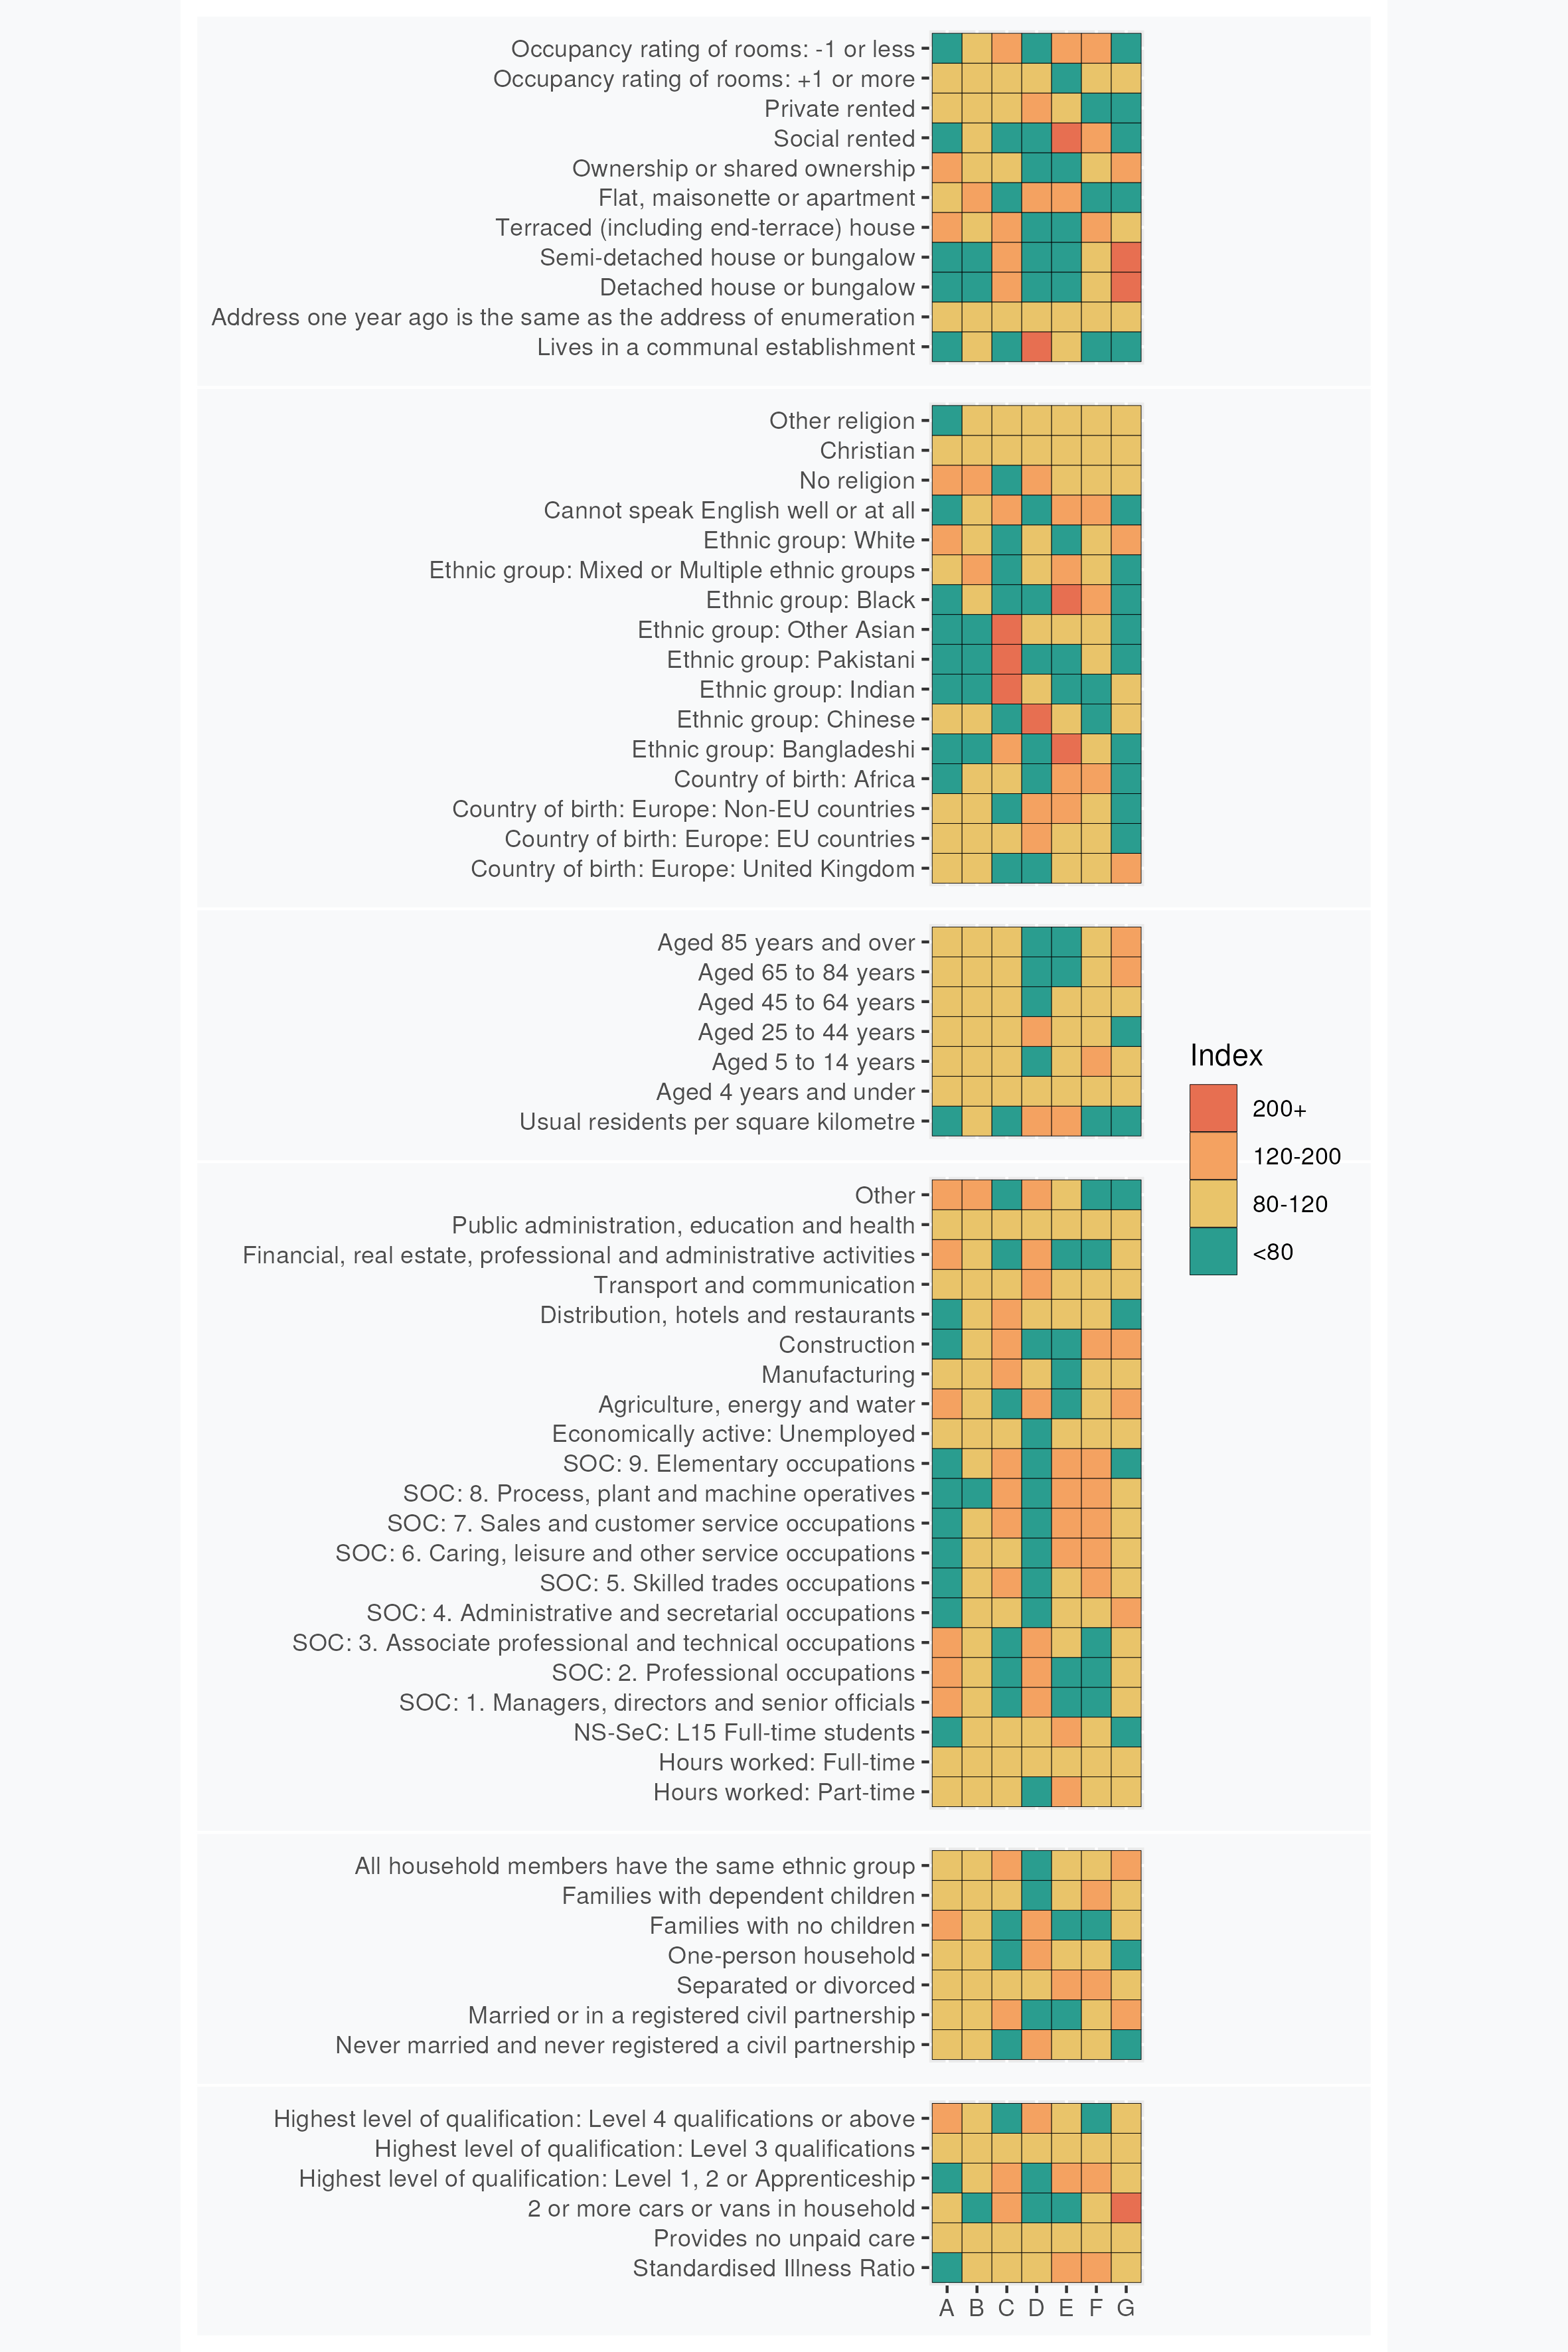 Occupancy rating of rooms: -1 or less
Occupancy rating of rooms: +1 or more
Private rented
Social rented
Ownership or shared ownership
Flat, maisonette or apartment
Terraced (including end-terrace) house
Semi-detached house or bungalow
Detached house or bungalow
Address one year ago is the same as the address of enumeration
Lives in a communal establishment
Other religion
Christian
No religion
Cannot speak English well or at all
Ethnic group: White
Ethnic group: Mixed or Multiple ethnic groups
Ethnic group: Black
Ethnic group: Other Asian
Ethnic group: Pakistani
Ethnic group: Indian
Ethnic group: Chinese
Ethnic group: Bangladeshi
Country of birth: Africa
Country of birth: Europe: Non-EU countries
Country of birth: Europe: EU countries
Country of birth: Europe: United Kingdom
Aged 85 years and over
Aged 65 to 84 years
Aged 45 to 64 years
Aged 25 to 44 years
Aged 5 to 14 years
Aged 4 years and under
Usual residents per square kilometre
Index
200+
120-200
80-120
<80
Other
Public administration, education and health
Financial, real estate, professional and administrative activities
Transport and communication
Distribution, hotels and restaurants
Construction
Manufacturing
Agriculture, energy and water
Economically active: Unemployed
SOC: 9. Elementary occupations
SOC: 8. Process, plant and machine operatives
SOC: 7. Sales and customer service occupations
SOC: 6. Caring, leisure and other service occupations
SOC: 5. Skilled trades occupations
SOC: 4. Administrative and secretarial occupations
SOC: 3. Associate professional and technical occupations
SOC: 2. Professional occupations
SOC: 1. Managers, directors and senior officials
NS-SeC: L15 Full-time students
Hours worked: Full-time
Hours worked: Part-time
All household members have the same ethnic group
Families with dependent children
Families with no children
One-person household
Separated or divorced
Married or in a registered civil partnership
Never married and never registered a civil partnership
Highest level of qualification: Level 4 qualifications or above
Highest level of qualification: Level 3 qualifications
Highest level of qualification: Level 1, 2 or Apprenticeship
2 or more cars or vans in household
Provides no unpaid care
Standardised Illness Ratio
A B C D E F G